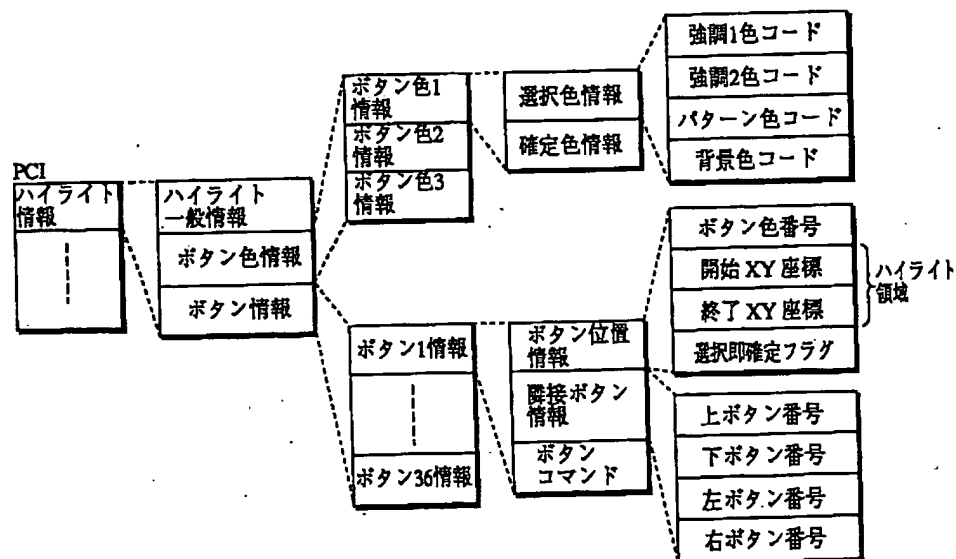 PCI
ハイライト
情報
ハイライト
一般情報
ボタン色情報
ボタン情報
ボタン色1
情報
ボタン色2
情報
ボタン色3
情報
選択色情報
確定色情報
強調1色コード
強調2色コード
パターン色コード
背景色コード
ボタン1情報
ボタン36情報
ボタン位置
情報
隣接ボタン
情報
ボタン
コマンド
ボタン色番号
開始 XY 座標
終了 XY 座標
選択即確定フラグ
ハイライト
領域
上ボタン番号
下ボタン番号
左ボタン番号
右ボタン番号